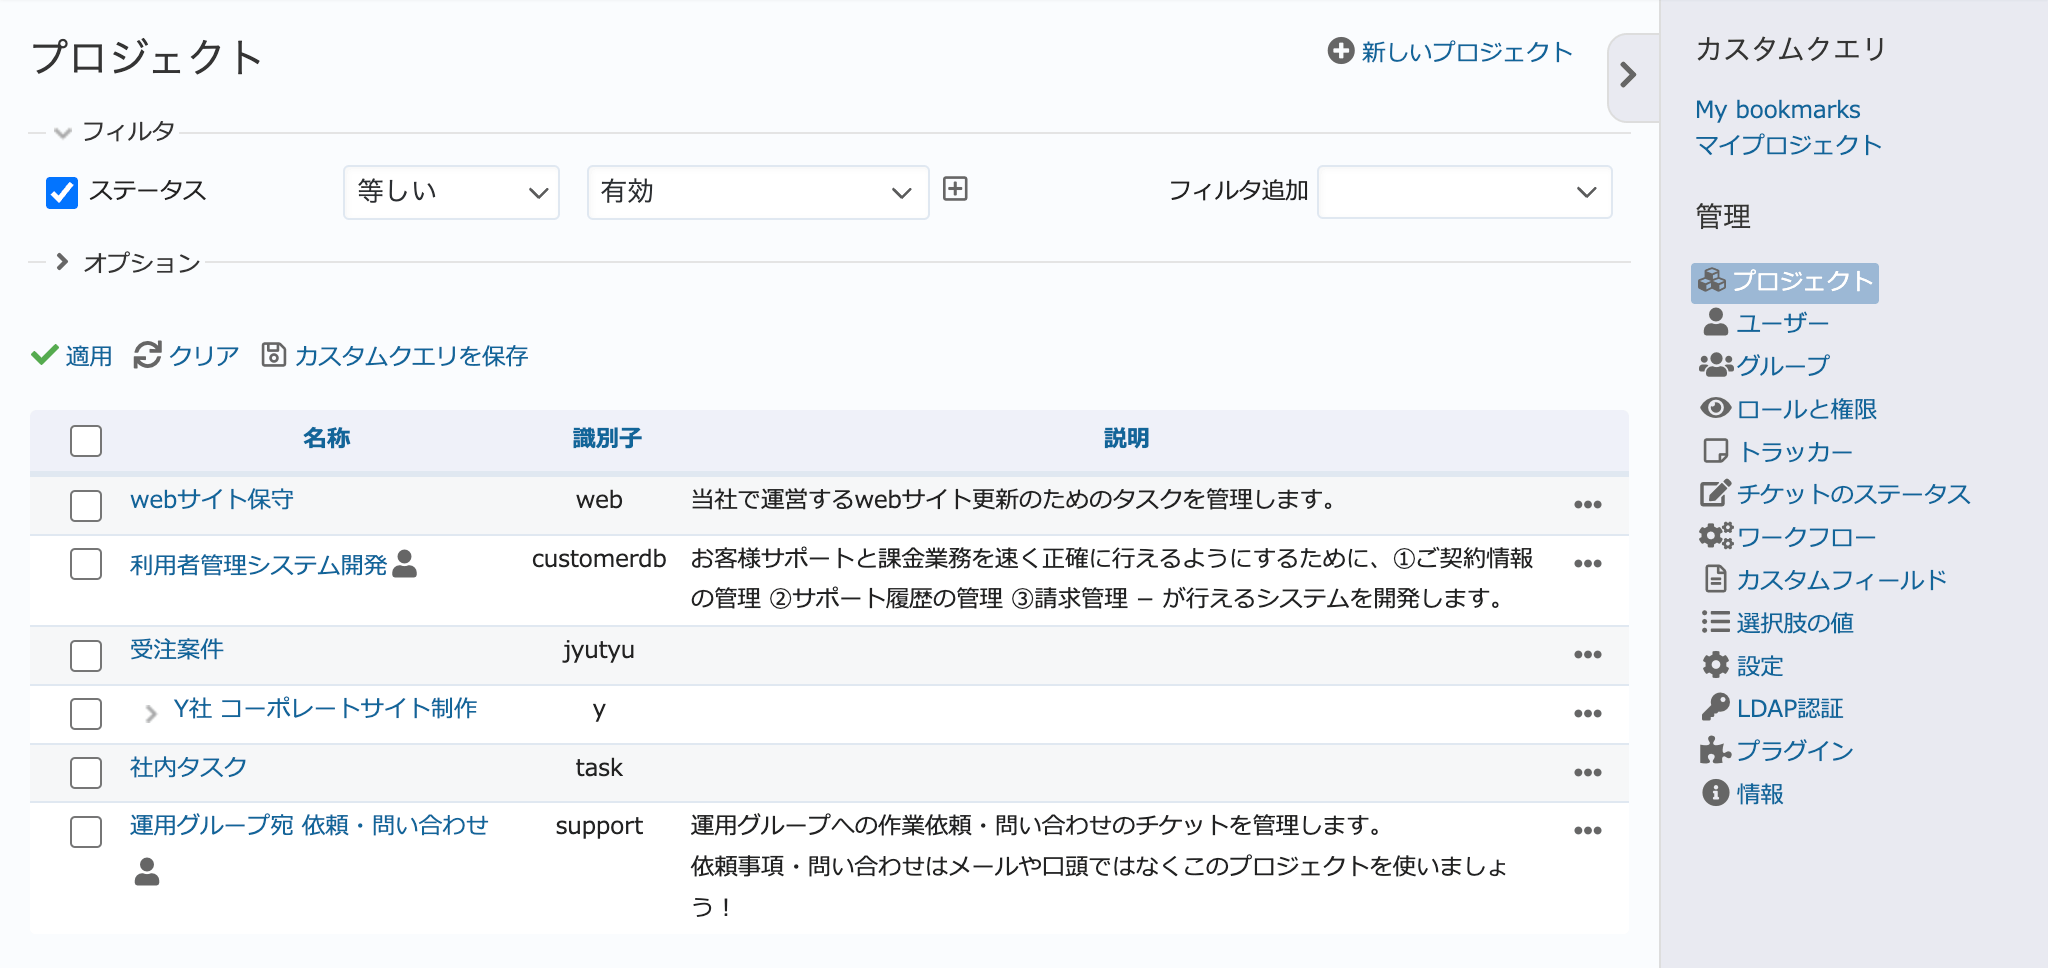 プロジェクト
新しいプロジェクト
フィルタ
ステータス 等しい 有効 フィルタ追加
オプション
適用 クリア カスタムクエリを保存
名称 識別子 説明
webサイト保守 web 当社で運営するwebサイト更新のためのタスクを管理します。
利用者管理システム開発 customerdb お客様サポートと課金業務を速く正確に行えるようにするために、①ご契約情報
の管理 ②サポート履歴の管理 ③請求管理 − が行えるシステムを開発します。
受注案件 jyutyu
Y社 コーポレートサイト制作 y
社内タスク task
運用グループ宛 依頼・問い合わせ support 運用グループへの作業依頼・問い合わせのチケットを管理します。
依頼事項・問い合わせはメールや口頭ではなくこのプロジェクトを使いましょ
う！
カスタムクエリ
My bookmarks
マイプロジェクト
管理
プロジェクト
ユーザー
グループ
ロールと権限
トラッカー
チケットのステータス
ワークフロー
カスタムフィールド
選択肢の値
設定
LDAP認証
プラグイン
情報